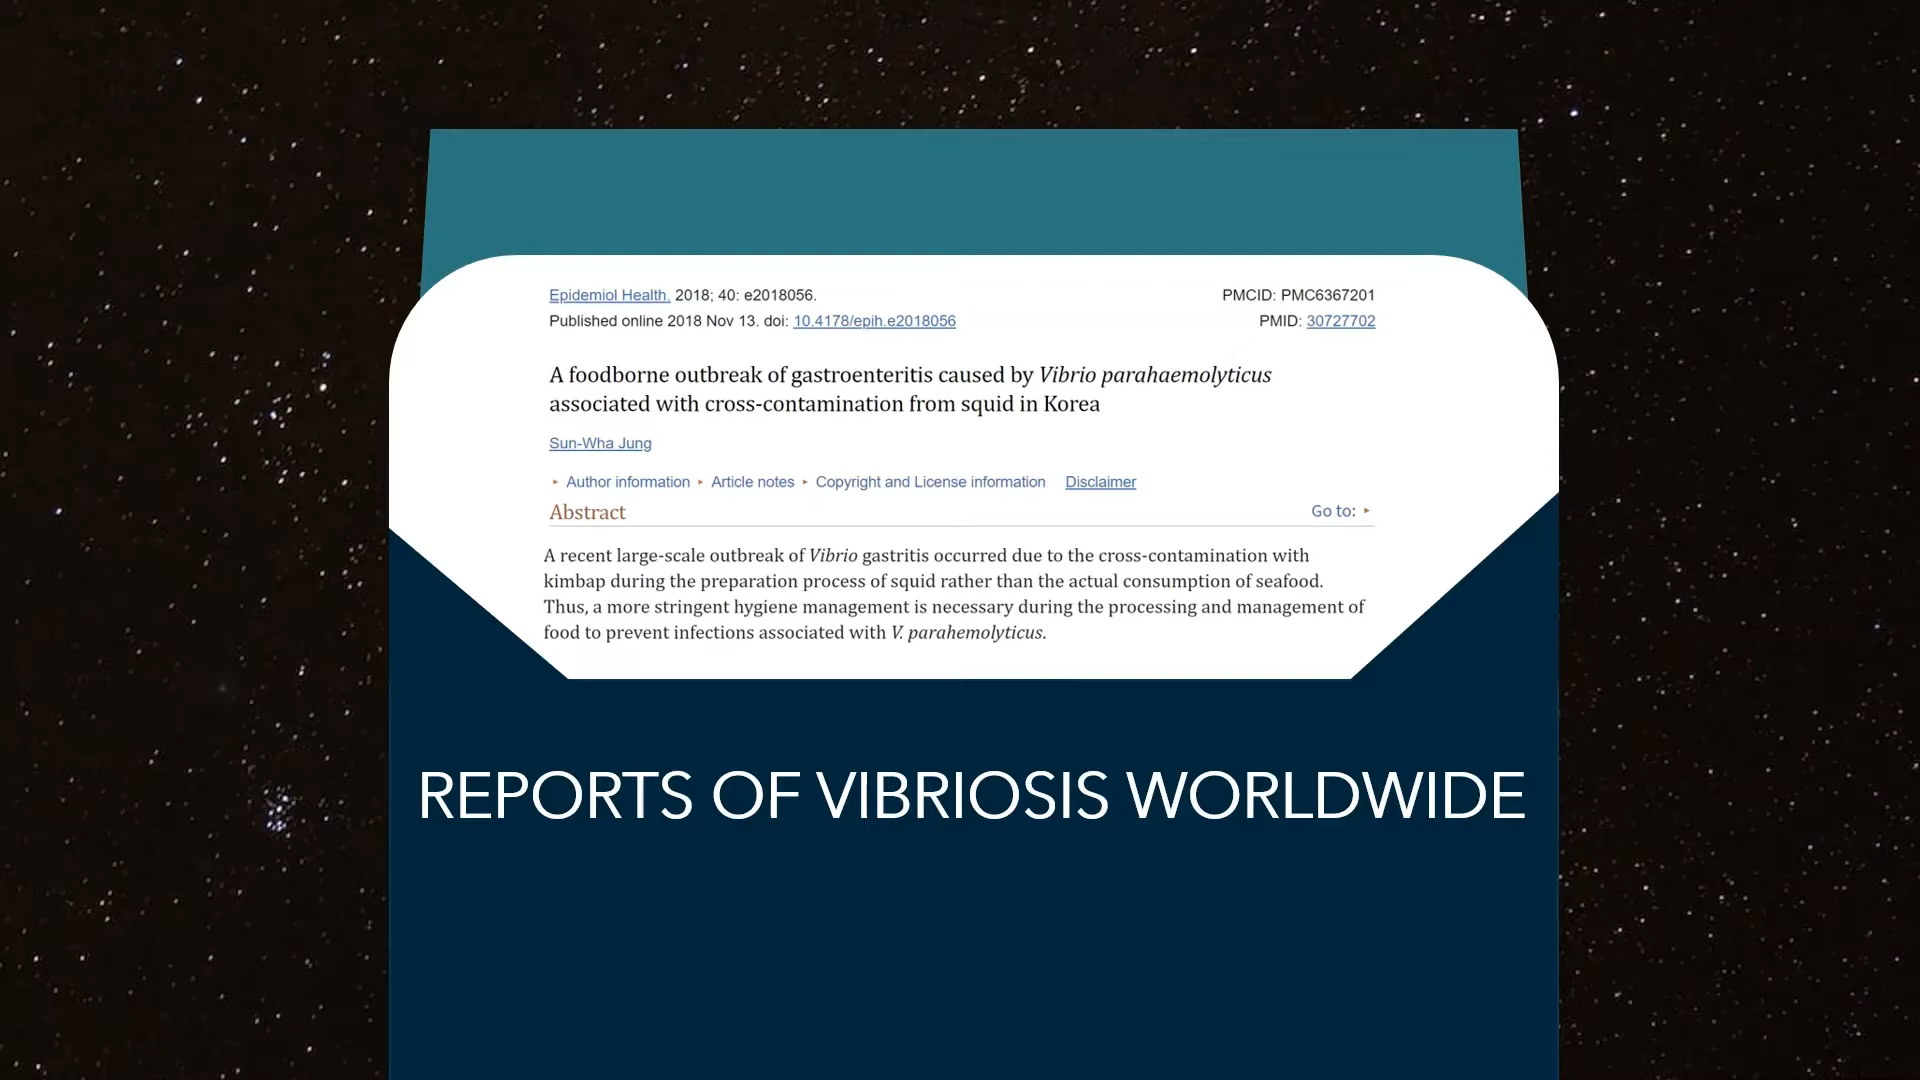 Epidemiol Health. 2018; 40: e2018056.
PMCID: PMC6367201
Published online 2018 Nov 13. doi: 10.4178/epih.e2018056
PMID: 30727702
A foodborne outbreak of gastroenteritis caused by Vibrio parahaemolyticus
associated with cross-contamination from squid in Korea
Sun-Wha Jung
‣ Author information ‣ Article notes ‣ Copyright and License information Disclaimer
Abstract
Go to: ‣
A recent large-scale outbreak of Vibrio gastritis occurred due to the cross-contamination with
kimbap during the preparation process of squid rather than the actual consumption of seafood.
Thus, a more stringent hygiene management is necessary during the processing and management of
food to prevent infections associated with V. parahemolyticus.
REPORTS OF VIBRIOSIS WORLDWIDE